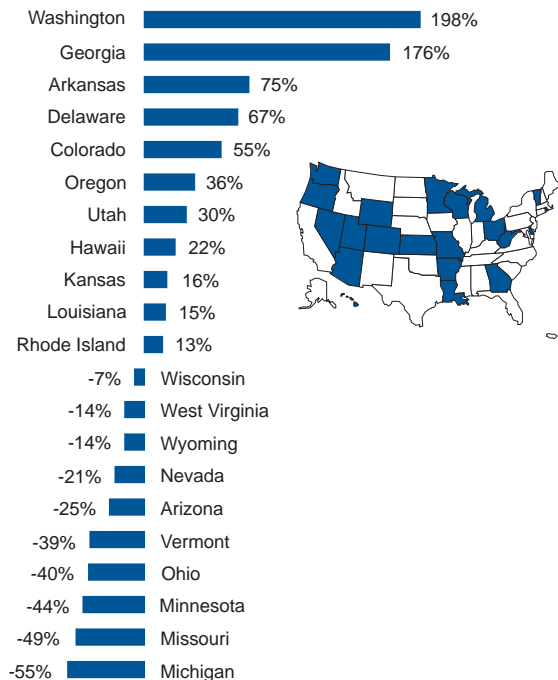 Washington 198%
Georgia 176%
Arkansas 75%
Delaware 67%
Colorado 55%
Oregon 36%
Utah 30%
Hawaii 22%
Kansas 16%
Louisiana 15%
Rhode Island 13%
-7% Wisconsin
-14% West Virginia
-14% Wyoming
-21% Nevada
-25% Arizona
-39% Vermont
-40% Ohio
-44% Minnesota
-49% Missouri
-55% Michigan